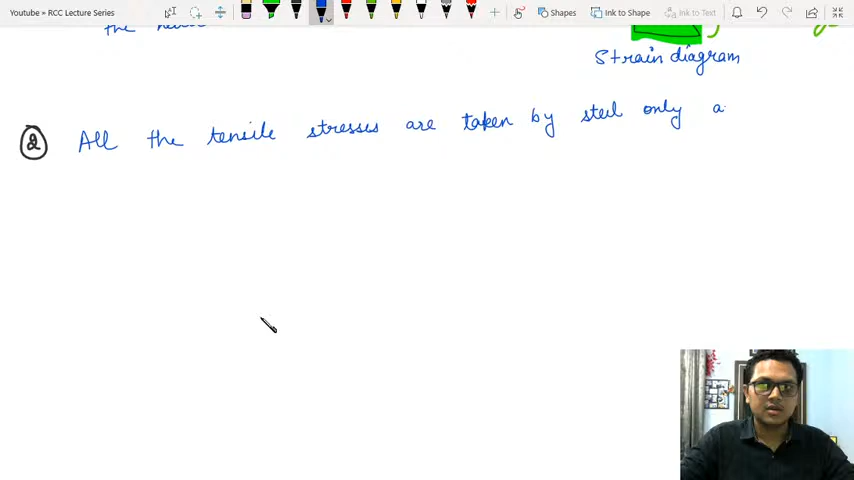 Youtube » RCC Lecture Series
Shapes
Ink to Shape
Ink to Text
the
Strain diagram
2 All the tensile stresses are taken by steel only a